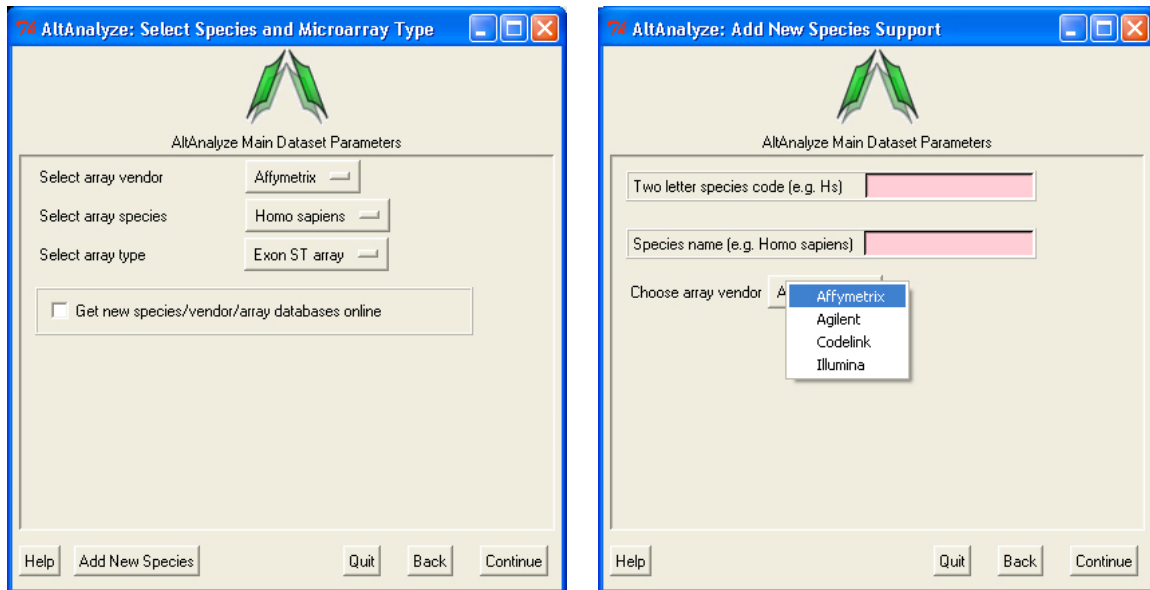 AltAnalyze: Select Species and Microarray Type
AltAnalyze Main Dataset Parameters
Select array vendor Affymetrix
Select array species Homo sapiens
Select array type Exon ST array
Get new species/vendor/array databases online
Help Add New Species Quit Back Continue
AltAnalyze: Add New Species Support
AltAnalyze Main Dataset Parameters
Two letter species code (e.g. Hs)
Species name (e.g. Homo sapiens)
Choose array vendor
Affymetrix
Agilent
Codelink
Illumina
Help Quit Back Continue